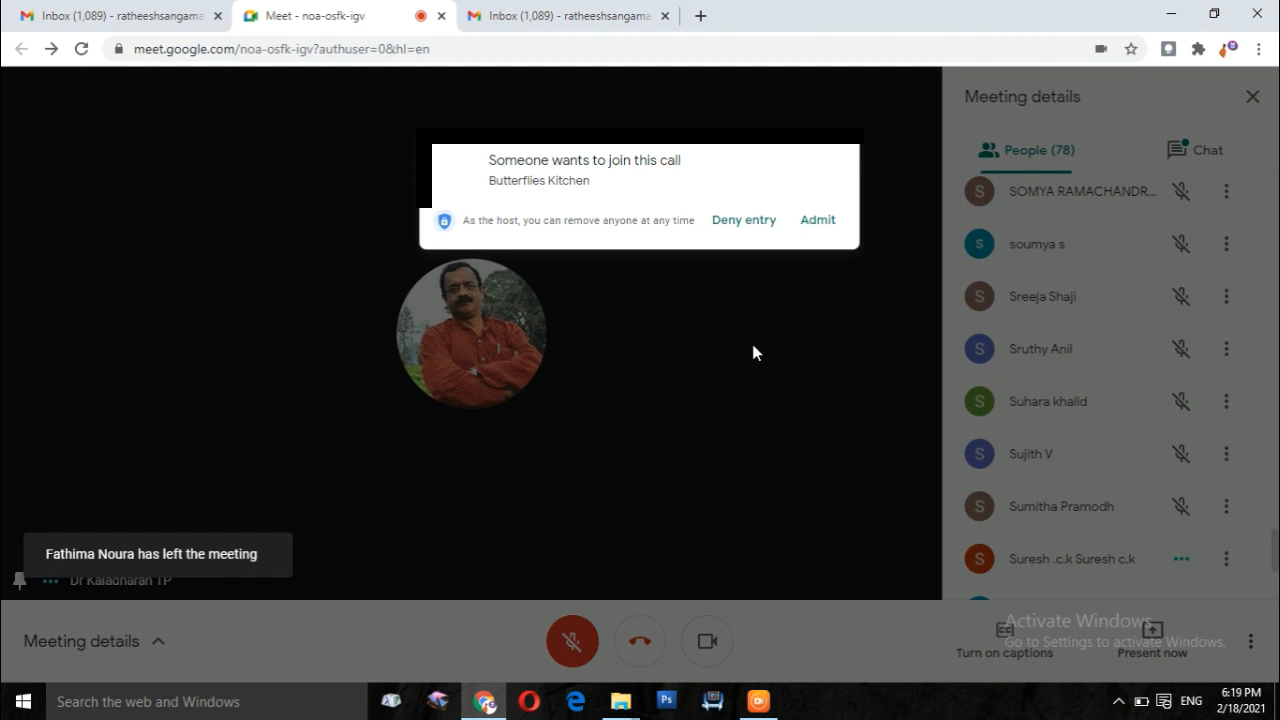 Inbox (1,089) - ratheeshsangama
Meet - noa-osfk-igv
Inbox (1,089) - ratheeshsangama
meet.google.com/noa-osfk-igv?authuser=0&hl=en
Someone wants to join this call
Butterflies Kitchen
As the host, you can remove anyone at any time
Deny entry
Admit
Meeting details
People (78)
Chat
SOMYA RAMACHANDR...
S
soumya s
S
Sreeja Shaji
S
Sruthy Anil
S
Suhara khalid
S
Sujith V
S
Sumitha Pramodh
S
Suresh .c.k Suresh c.k
S
Fathima Noura has left the meeting
Dr Kaladharan TP
Meeting details
CC
Turn on captions
Present now
Activate Windows
Go to Settings to activate Windows.
Search the web and Windows
Ps
ENG
6:19 PM
2/18/2021